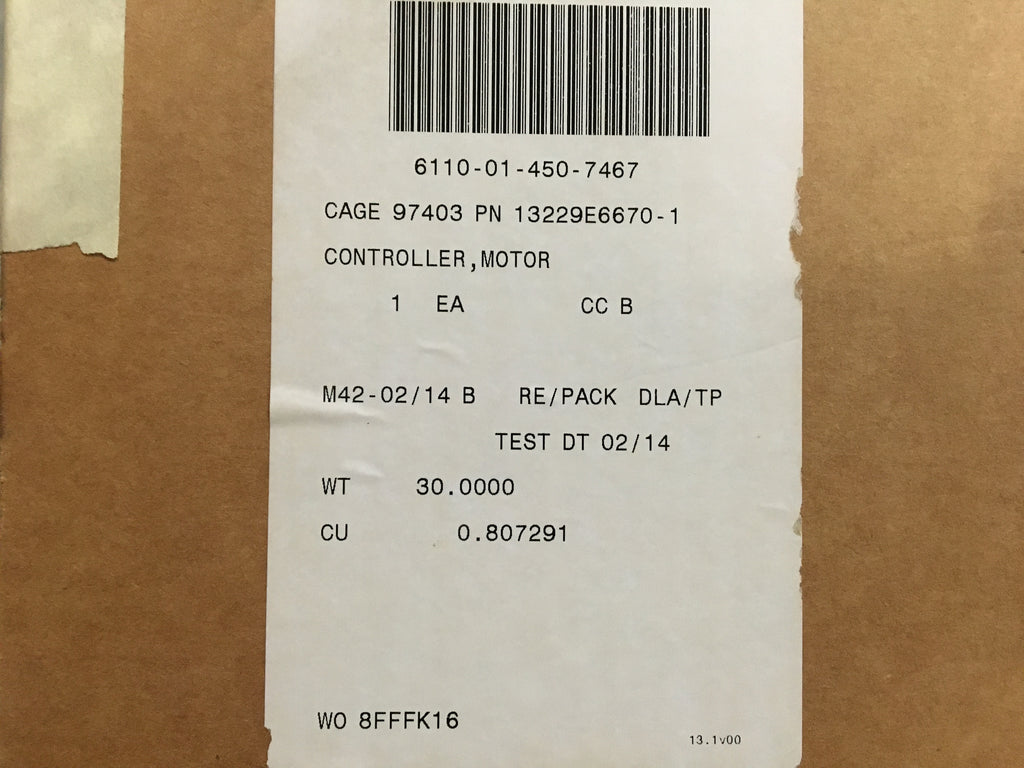 6110-01-450-7467
CAGE 97403 PN 13229E6670-1
CONTROLLER,MOTOR
1 EA CC B
M42-02/14 B RE/PACK DLA/TP
TEST DT 02/14
WT 30.0000
CU 0.807291
WO 8FFFK16
13.1v00